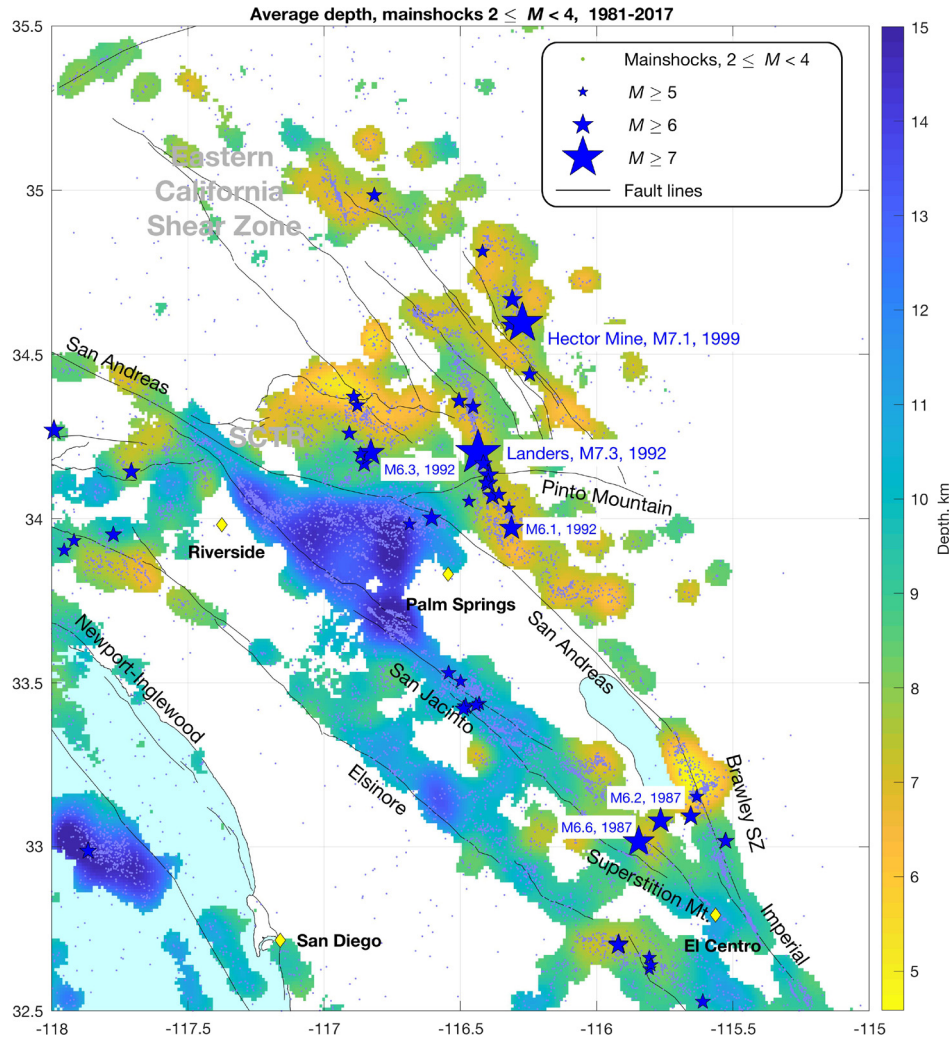 Average depth, mainshocks 2 ≤ M < 4, 1981-2017
Mainshocks, 2 ≤ M < 4
M ≥ 5
M ≥ 6
M ≥ 7
Fault lines
Eastern
California
Shear Zone
Hector Mine, M7.1, 1999
San Andreas
SCTR
M6.3, 1992
Landers, M7.3, 1992
Pinto Mountain
M6.1, 1992
Riverside
Palm Springs
San Andreas
Newport-Inglewood
San Jacinto
Elsinore
Brawley SZ
M6.2, 1987
M6.6, 1987
Superstition Mt.
Imperial
El Centro
San Diego
35.5
35
34.5
34
33.5
33
32.5
-118
-117.5
-117
-116.5
-116
-115.5
-115
15
14
13
12
11
10
9
8
7
6
5
Depth, km